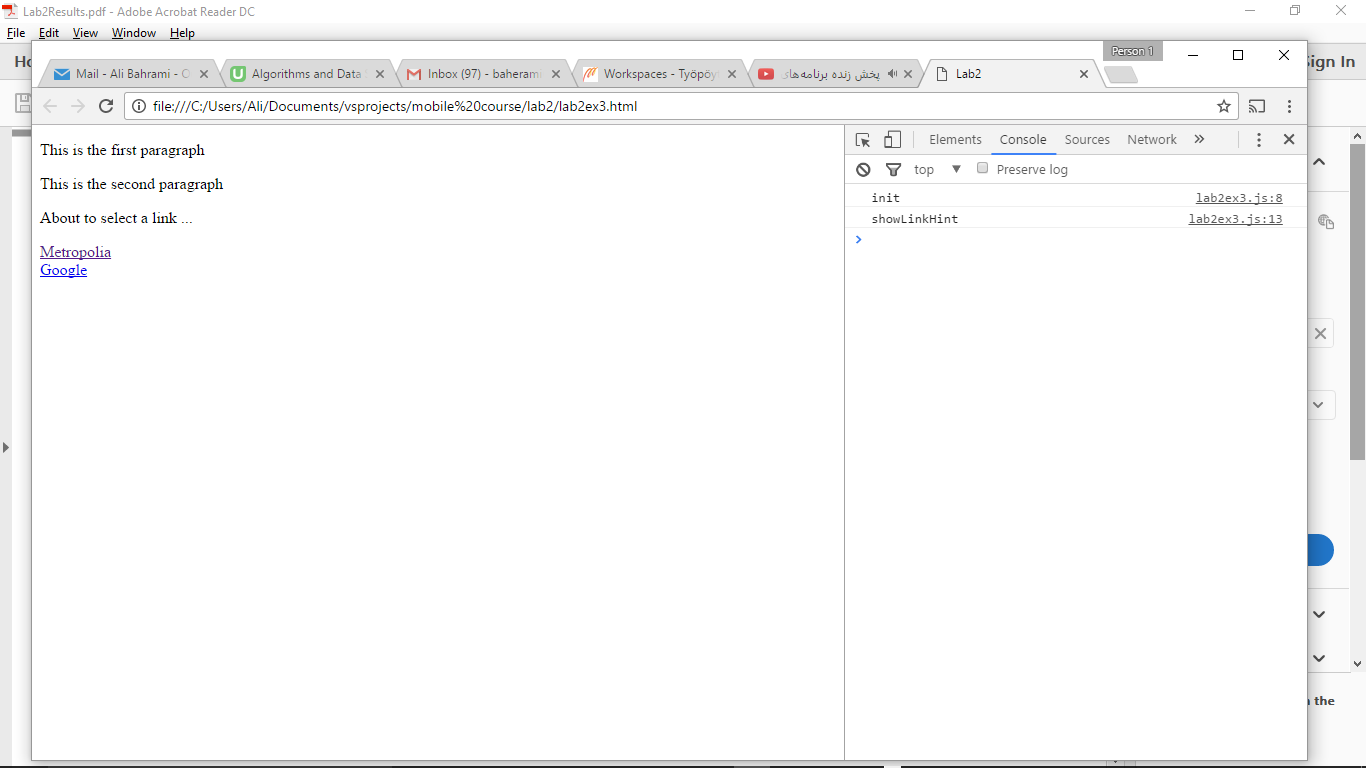 Lab2Results.pdf - Adobe Acrobat Reader DC
File Edit View Window Help
Person 1
Mail - Ali Bahrami - O
Algorithms and Data
Inbox (97) - baherami
Workspaces - Työpöy
پخش زنده برنامه‌های
Lab2
Sign In
file:///C:/Users/Ali/Documents/vsprojects/mobile%20course/lab2/lab2ex3.html
This is the first paragraph
This is the second paragraph
About to select a link ...
Metropolia
Google
Elements Console Sources Network »
top Preserve log
init lab2ex3.js:8
showLinkHint lab2ex3.js:13
the